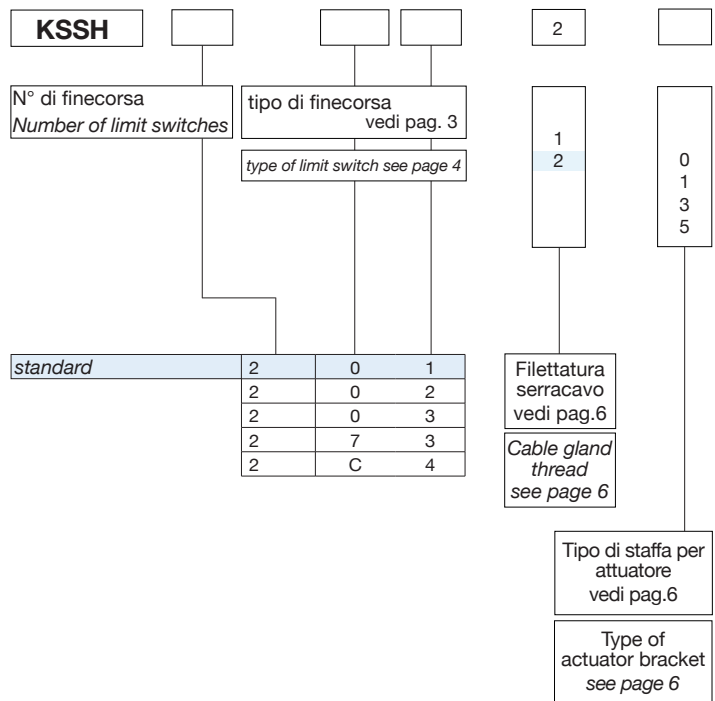 KSSH
2
N° di finecorsa
Number of limit switches
tipo di finecorsa
vedi pag. 3
type of limit switch see page 4
1
2
0
1
3
5
standard 2 0 1
2 0 2
2 0 3
2 7 3
2 C 4
Filettatura
serracavo
vedi pag.6
Cable gland
thread
see page 6
Tipo di staffa per
attuatore
vedi pag.6
Type of
actuator bracket
see page 6